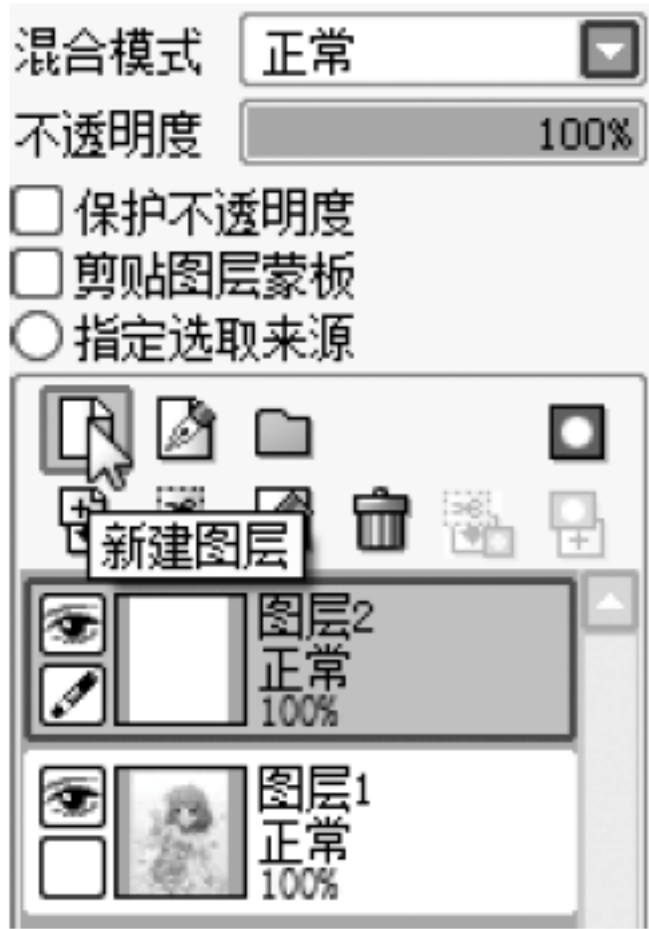 混合模式 正常
不透明度 100%
保护不透明度
剪贴图层蒙板
指定选取来源
新建图层
图层2
正常
100%
图层1
正常
100%